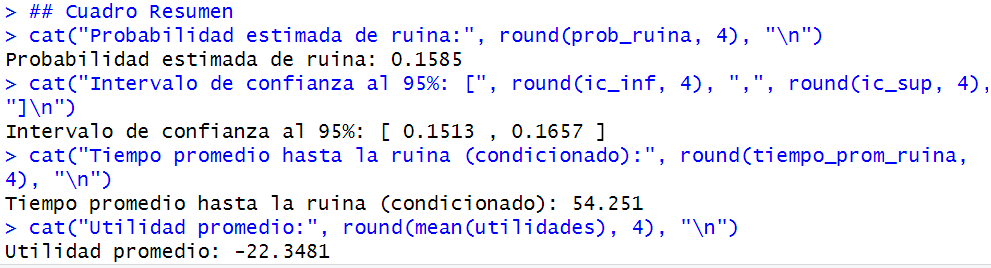 > ## Cuadro Resumen
> cat("Probabilidad estimada de ruina:", round(prob_ruina, 4), "\n")
Probabilidad estimada de ruina: 0.1585
> cat("Intervalo de confianza al 95%: [", round(ic_inf, 4), ",", round(ic_sup, 4),
"]\n")
Intervalo de confianza al 95%: [ 0.1513 , 0.1657 ]
> cat("Tiempo promedio hasta la ruina (condicionado):", round(tiempo_prom_ruina,
4), "\n")
Tiempo promedio hasta la ruina (condicionado): 54.251
> cat("Utilidad promedio:", round(mean(utilidades), 4), "\n")
Utilidad promedio: -22.3481